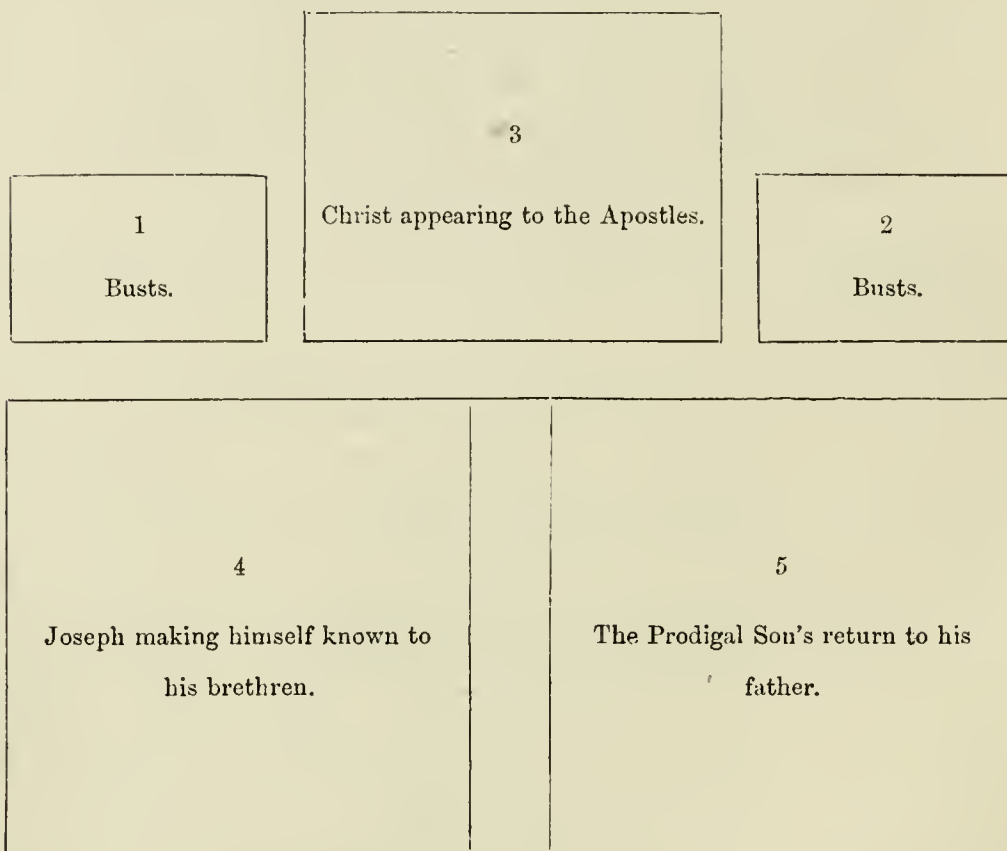 3
Christ appearing to the Apostles.
1
Busts.
2
Busts.
4
Joseph making himself known to
his brethren.
5
The Prodigal Son's return to his
father.